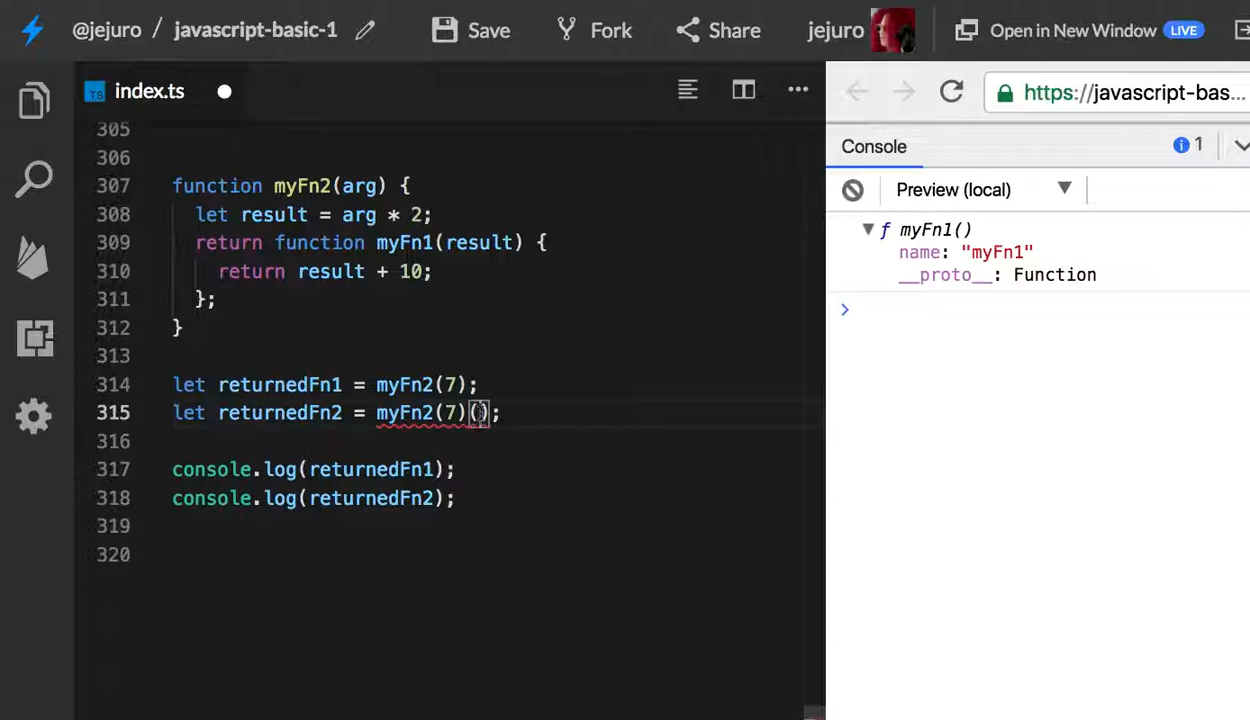 @jejuro / javascript-basic-1 Save Fork Share jejuro Open in New Window LIVE
TS index.ts
https://javascript-bas...
Console 1
Preview (local)
305
306
307 function myFn2(arg) {
308 let result = arg * 2;
309 return function myFn1(result) {
310 return result + 10;
311 };
312 }
313
314 let returnedFn1 = myFn2(7);
315 let returnedFn2 = myFn2(7)();
316
317 console.log(returnedFn1);
318 console.log(returnedFn2);
319
320
▼ ƒ myFn1()
name: "myFn1"
__proto__: Function
>